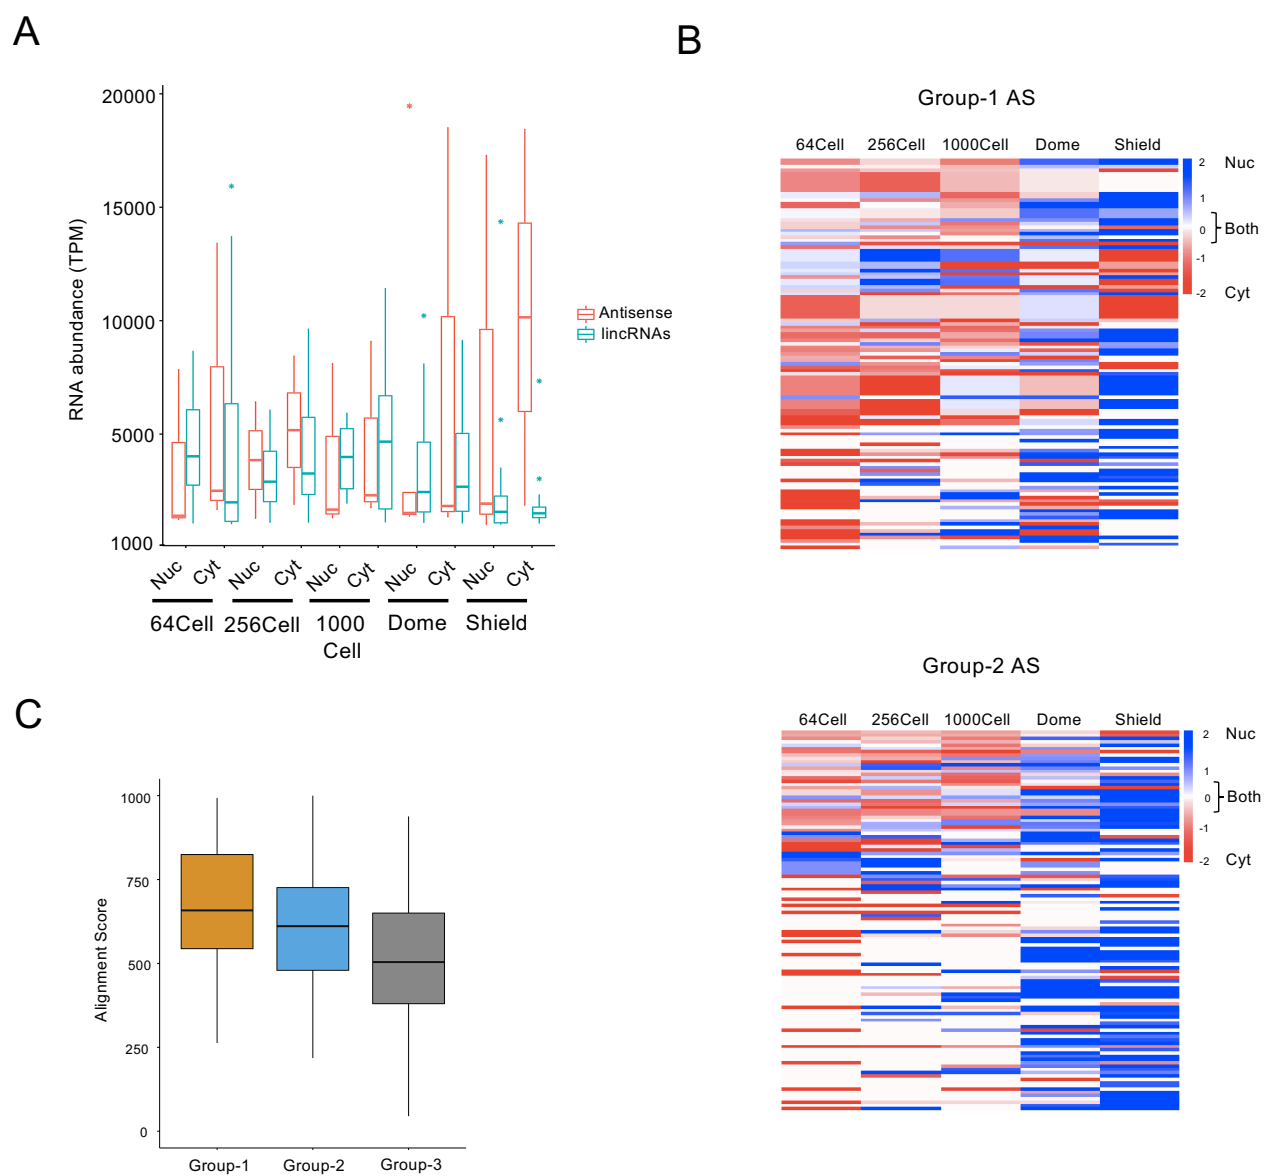 A
RNA abundance (TPM)
20000
15000
10000
5000
1000
Antisense
lincRNAs
Nuc Cyt Nuc Cyt Nuc Cyt Nuc Cyt Nuc Cyt
64Cell 256Cell 1000 Dome Shield
Cell
B
Group-1 AS
64Cell 256Cell 1000Cell Dome Shield
2 Nuc
1
0 Both
-1
-2 Cyt
Group-2 AS
64Cell 256Cell 1000Cell Dome Shield
2 Nuc
1
0 Both
-1
-2 Cyt
C
Alignment Score
1000
750
500
250
0
Group-1 Group-2 Group-3